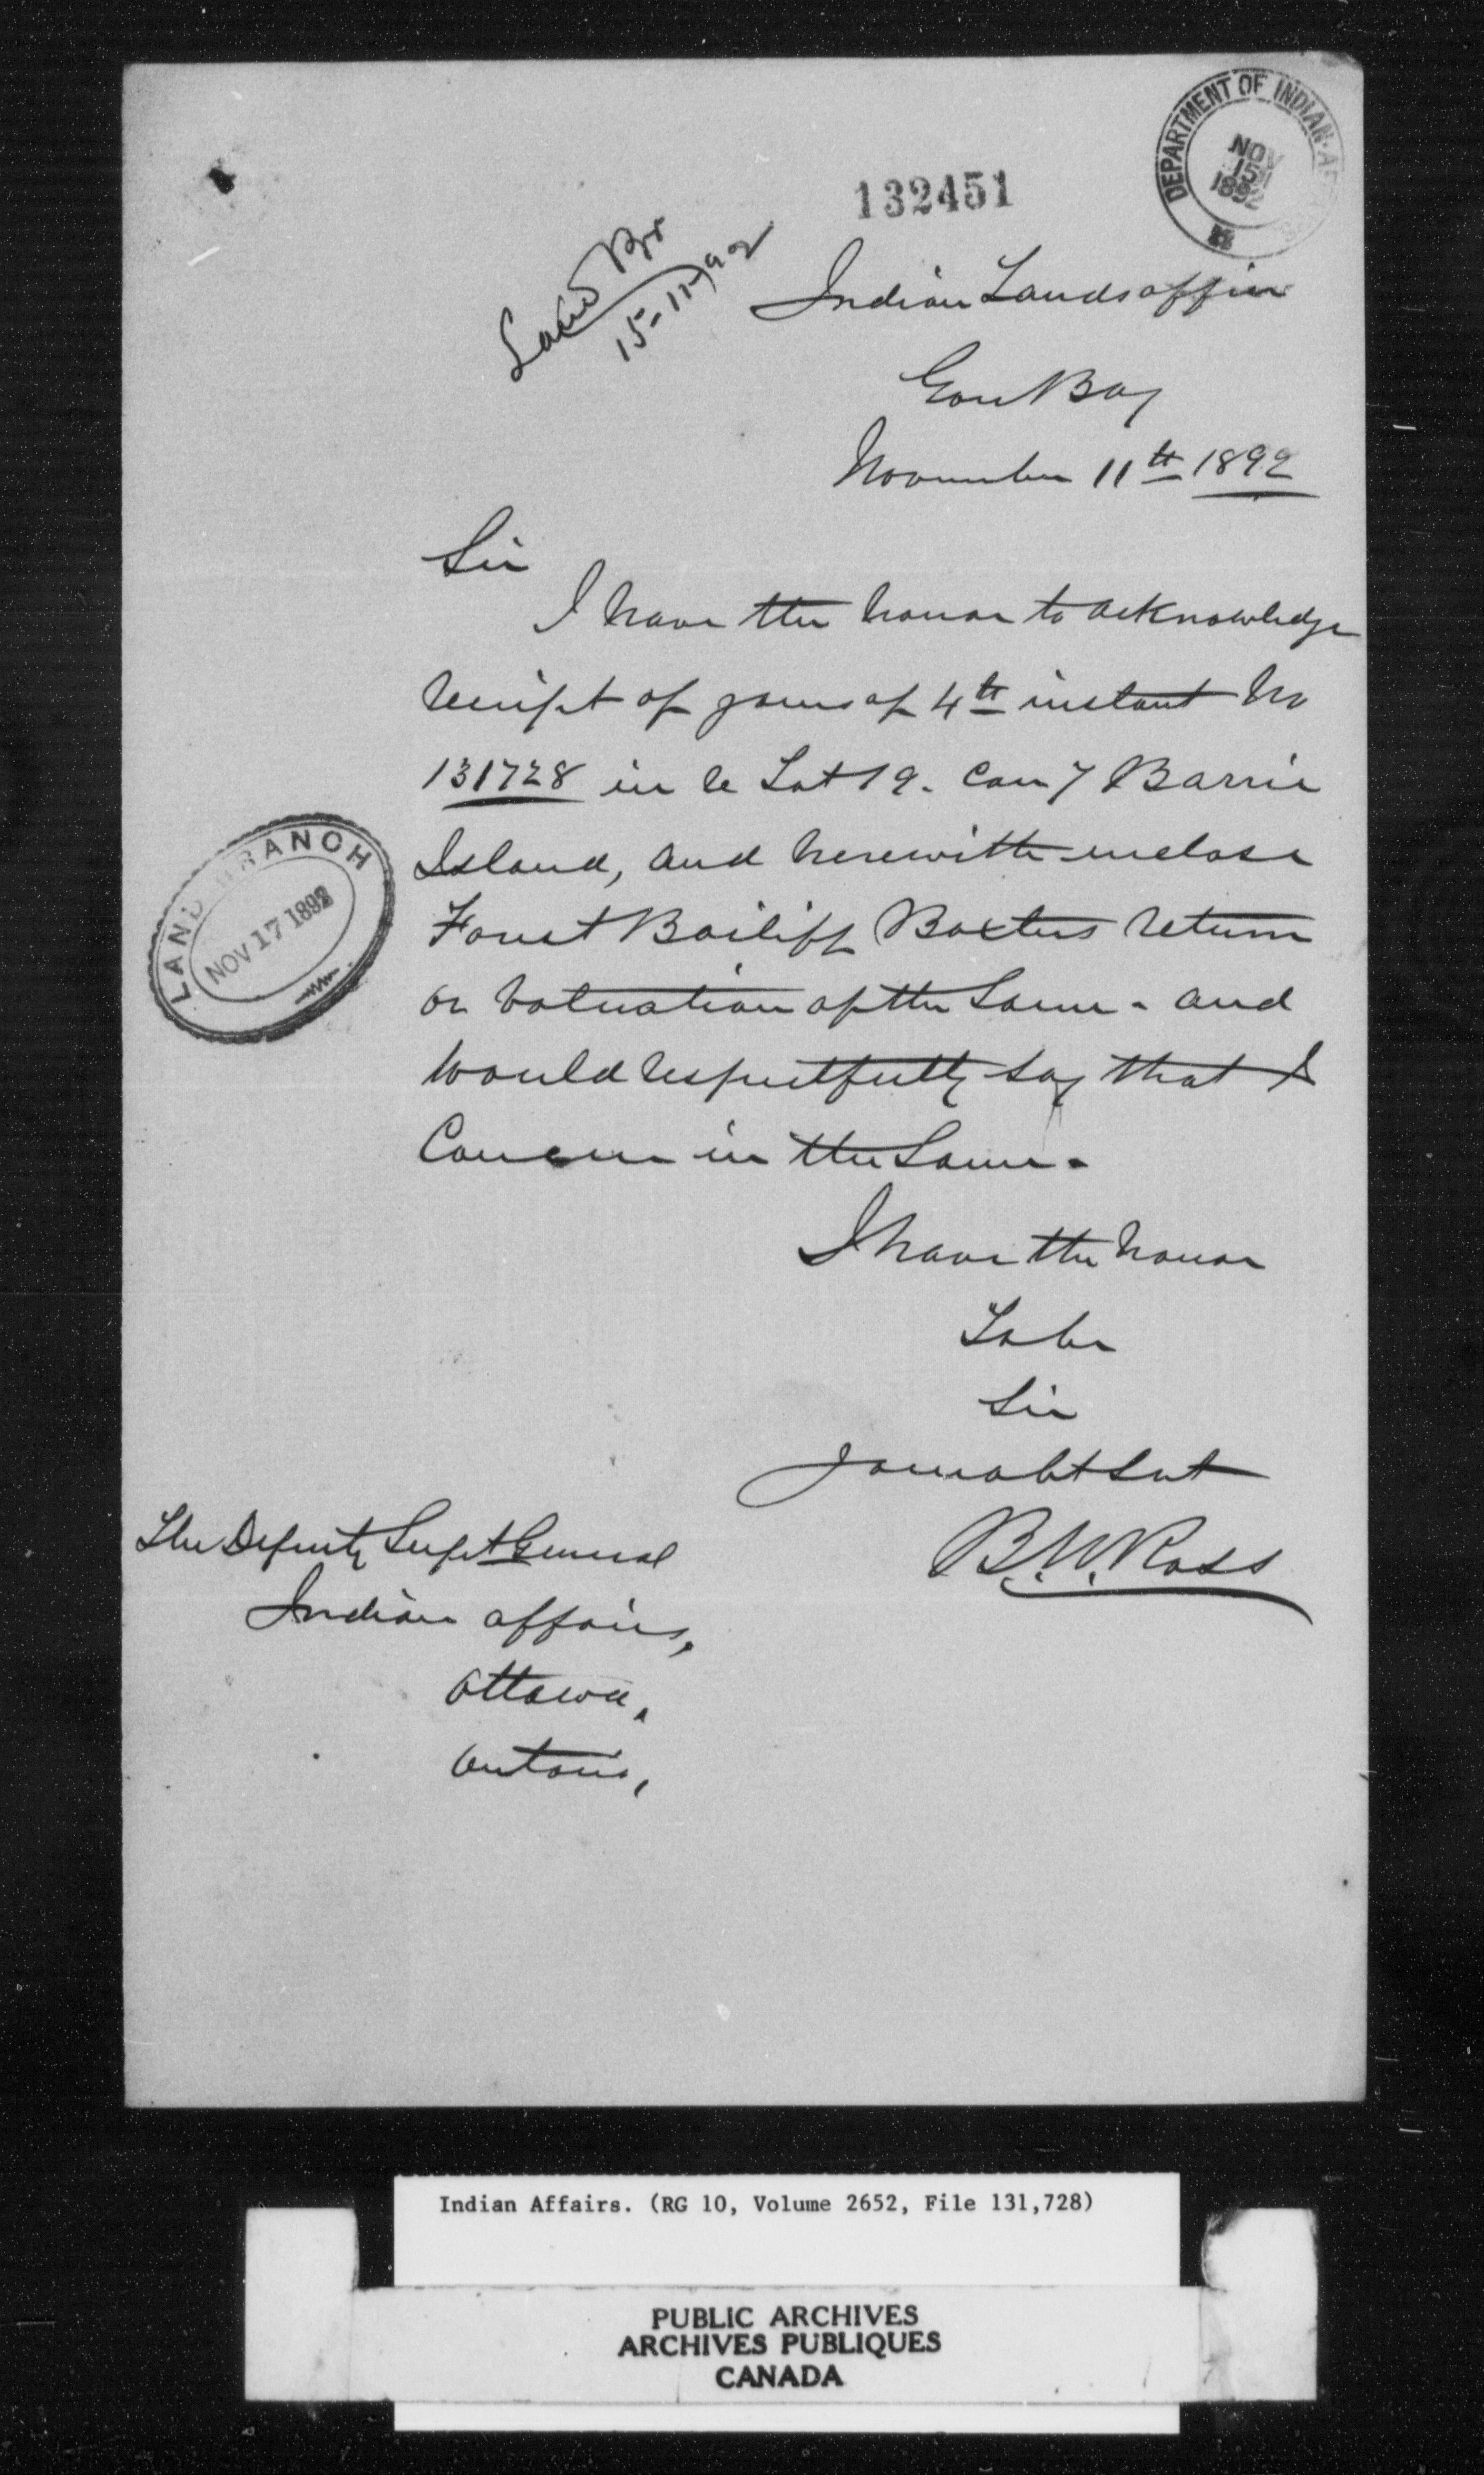 DEPARTMENT OF INDIAN AF
NOV
15
1892
132451
Land Br
15-11-92
Indian Lands office
Gore Bay
November 11th 1892
Sir
I have the honor to acknowledge
receipt of yours of 4th instant No
131728 in re Lot 19. Con 7 Barrie
Island, and herewith enclose
Forest Bailiff Baxters return
or valuation of the same - and
would respectfully say that I
Concur in the same -
I have the honor
To be
Sir
your obt Svt
B. W. Ross
The Deputy Supt General
Indian affairs,
Ottawa,
Ontario,
LAND BRANCH
NOV 17 1892
Indian Affairs. (RG 10, Volume 2652, File 131,728)
PUBLIC ARCHIVES
ARCHIVES PUBLIQUES
CANADA